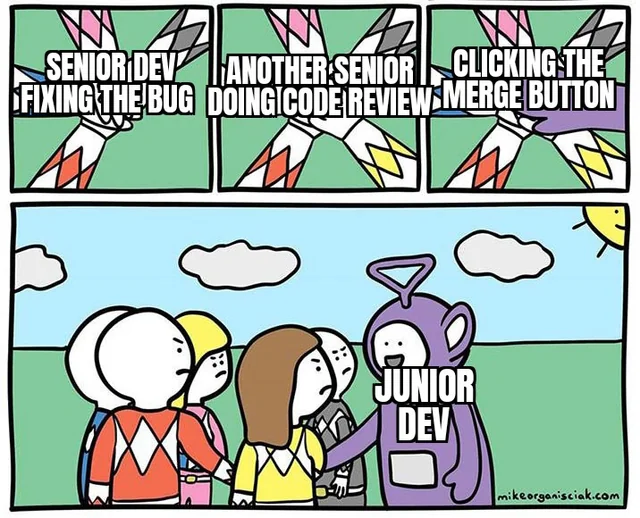 SENIOR DEV
FIXING THE BUG
ANOTHER SENIOR
DOING CODE REVIEW
CLICKING THE
MERGE BUTTON
JUNIOR
DEV
mikeorganisciak.com